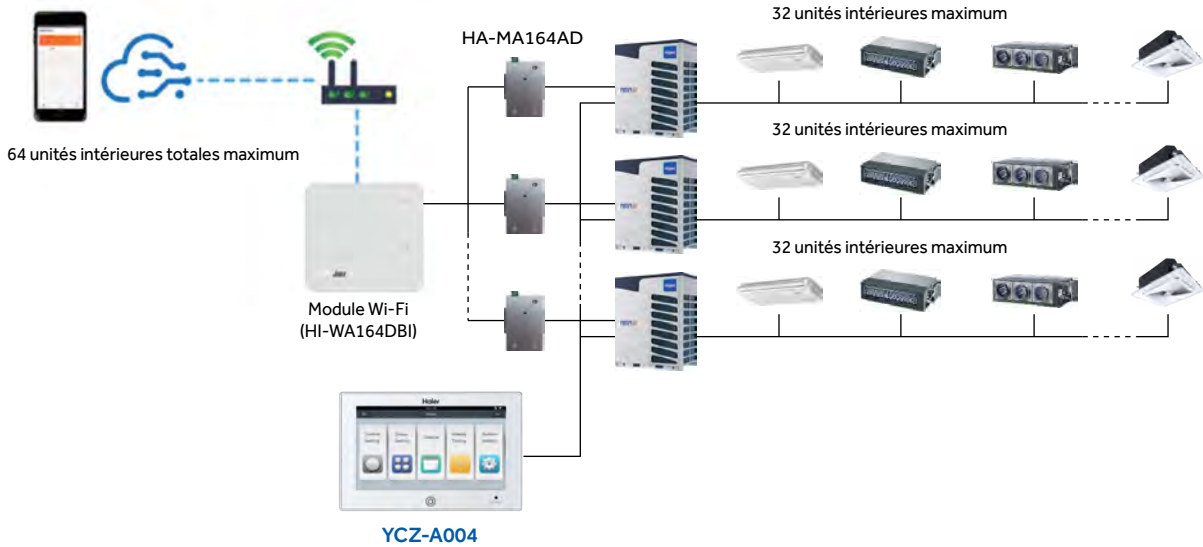 32 unités intérieures maximum
HA-MA164AD
64 unités intérieures totales maximum
32 unités intérieures maximum
32 unités intérieures maximum
Module Wi-Fi
(HI-WA164DBI)
Haier
YCZ-A004